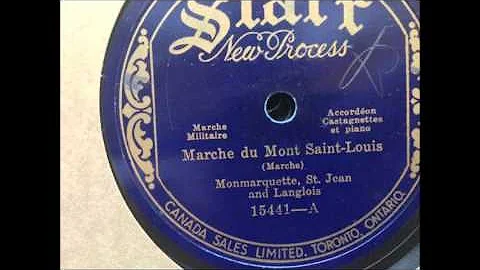 Starr
New Process
Marche
Militaire
Accordéon
Castagnettes
et piano
Marche du Mont Saint-Louis
(Marche)
Monmarquette, St. Jean
and Langlois
15441—A
CANADA SALES LIMITED, TORONTO, ONTARIO.